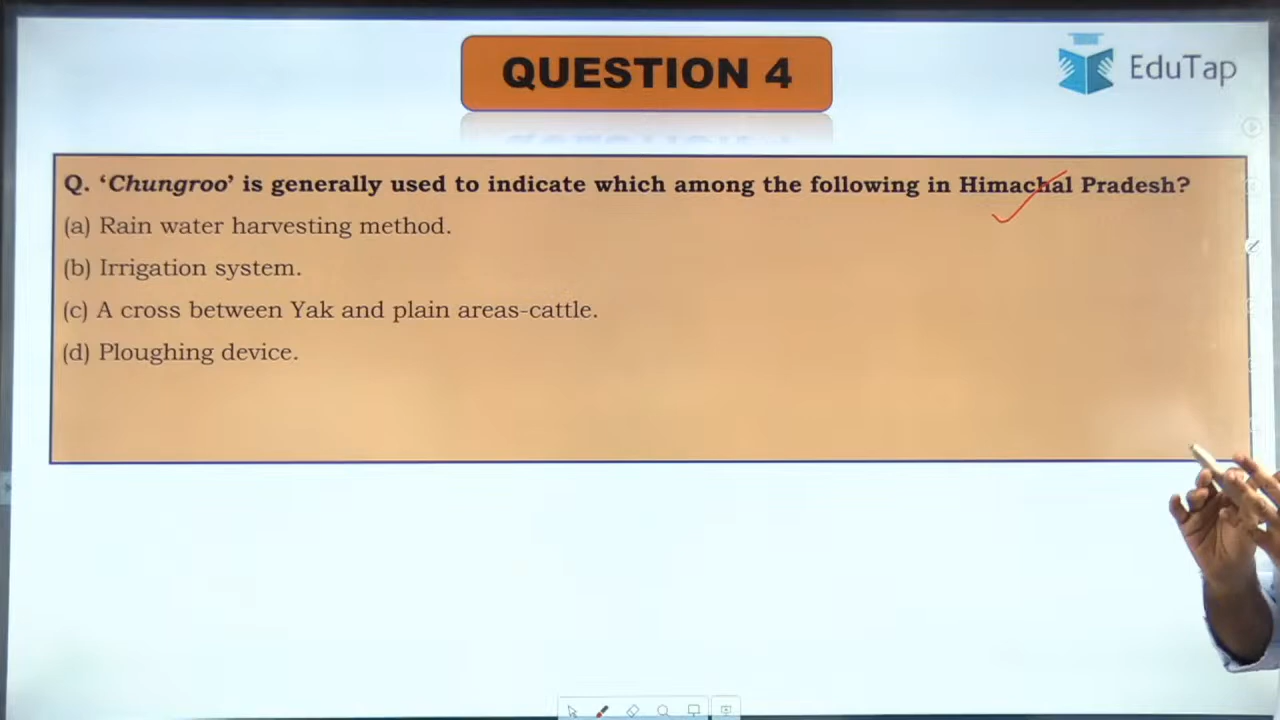 QUESTION 4
EduTap
Q. ‘Chungroo’ is generally used to indicate which among the following in Himachal Pradesh?
(a) Rain water harvesting method.
(b) Irrigation system.
(c) A cross between Yak and plain areas-cattle.
(d) Ploughing device.